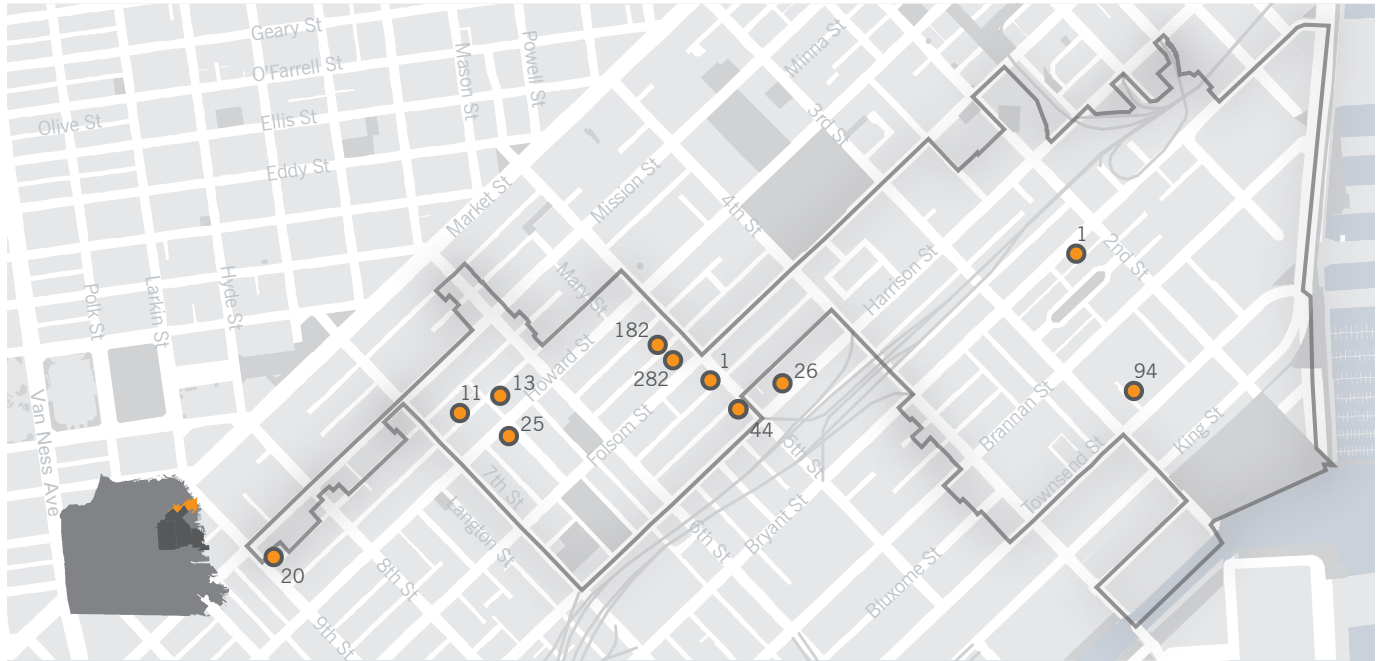 Geary St
O'Farrell St
Mason St
Powell St
Minna St
Olive St
Ellis St
3rd St
Eddy St
Mission St
Market St
4th St
1
2nd St
Mary St
Harrison St
Polk St
Larkin St
Hyde St
182
282
1
26
Howard St
11
13
94
25
44
Van Ness Ave
Folsom St
5th St
Brannan St
King St
7th St
Townsend St
Langton St
6th St
Bryant St
20
8th St
Bluxome St
9th St